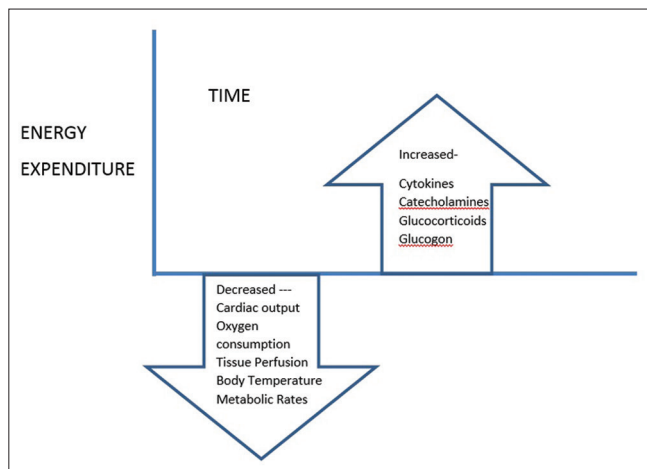 TIME
ENERGY
EXPENDITURE
Increased-
Cytokines
Catecholamines
Glucocorticoids
Glucogon
Decreased ---
Cardiac output
Oxygen
consumption
Tissue Perfusion
Body Temperature
Metabolic Rates